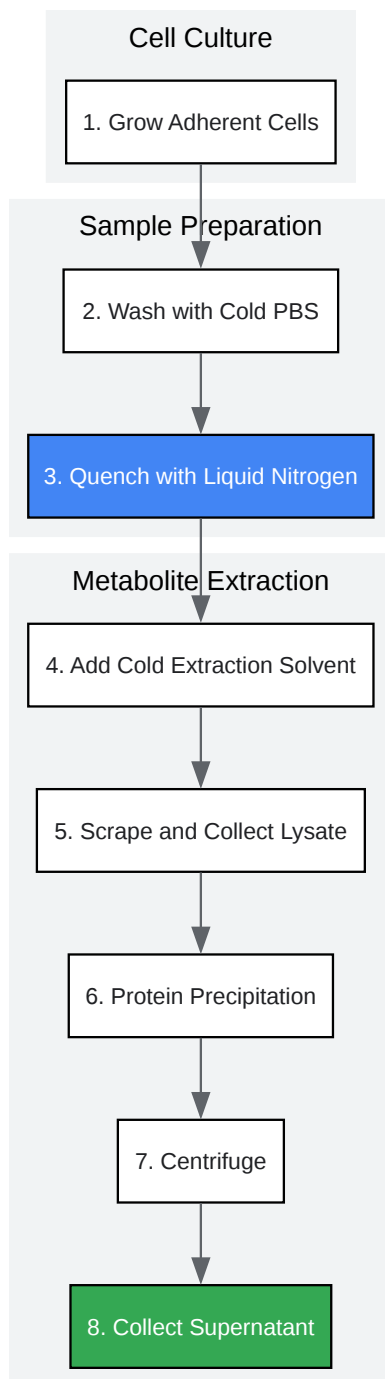 Cell Culture
1. Grow Adherent Cells
Sample Preparation
2. Wash with Cold PBS
3. Quench with Liquid Nitrogen
Metabolite Extraction
4. Add Cold Extraction Solvent
5. Scrape and Collect Lysate
6. Protein Precipitation
7. Centrifuge
8. Collect Supernatant